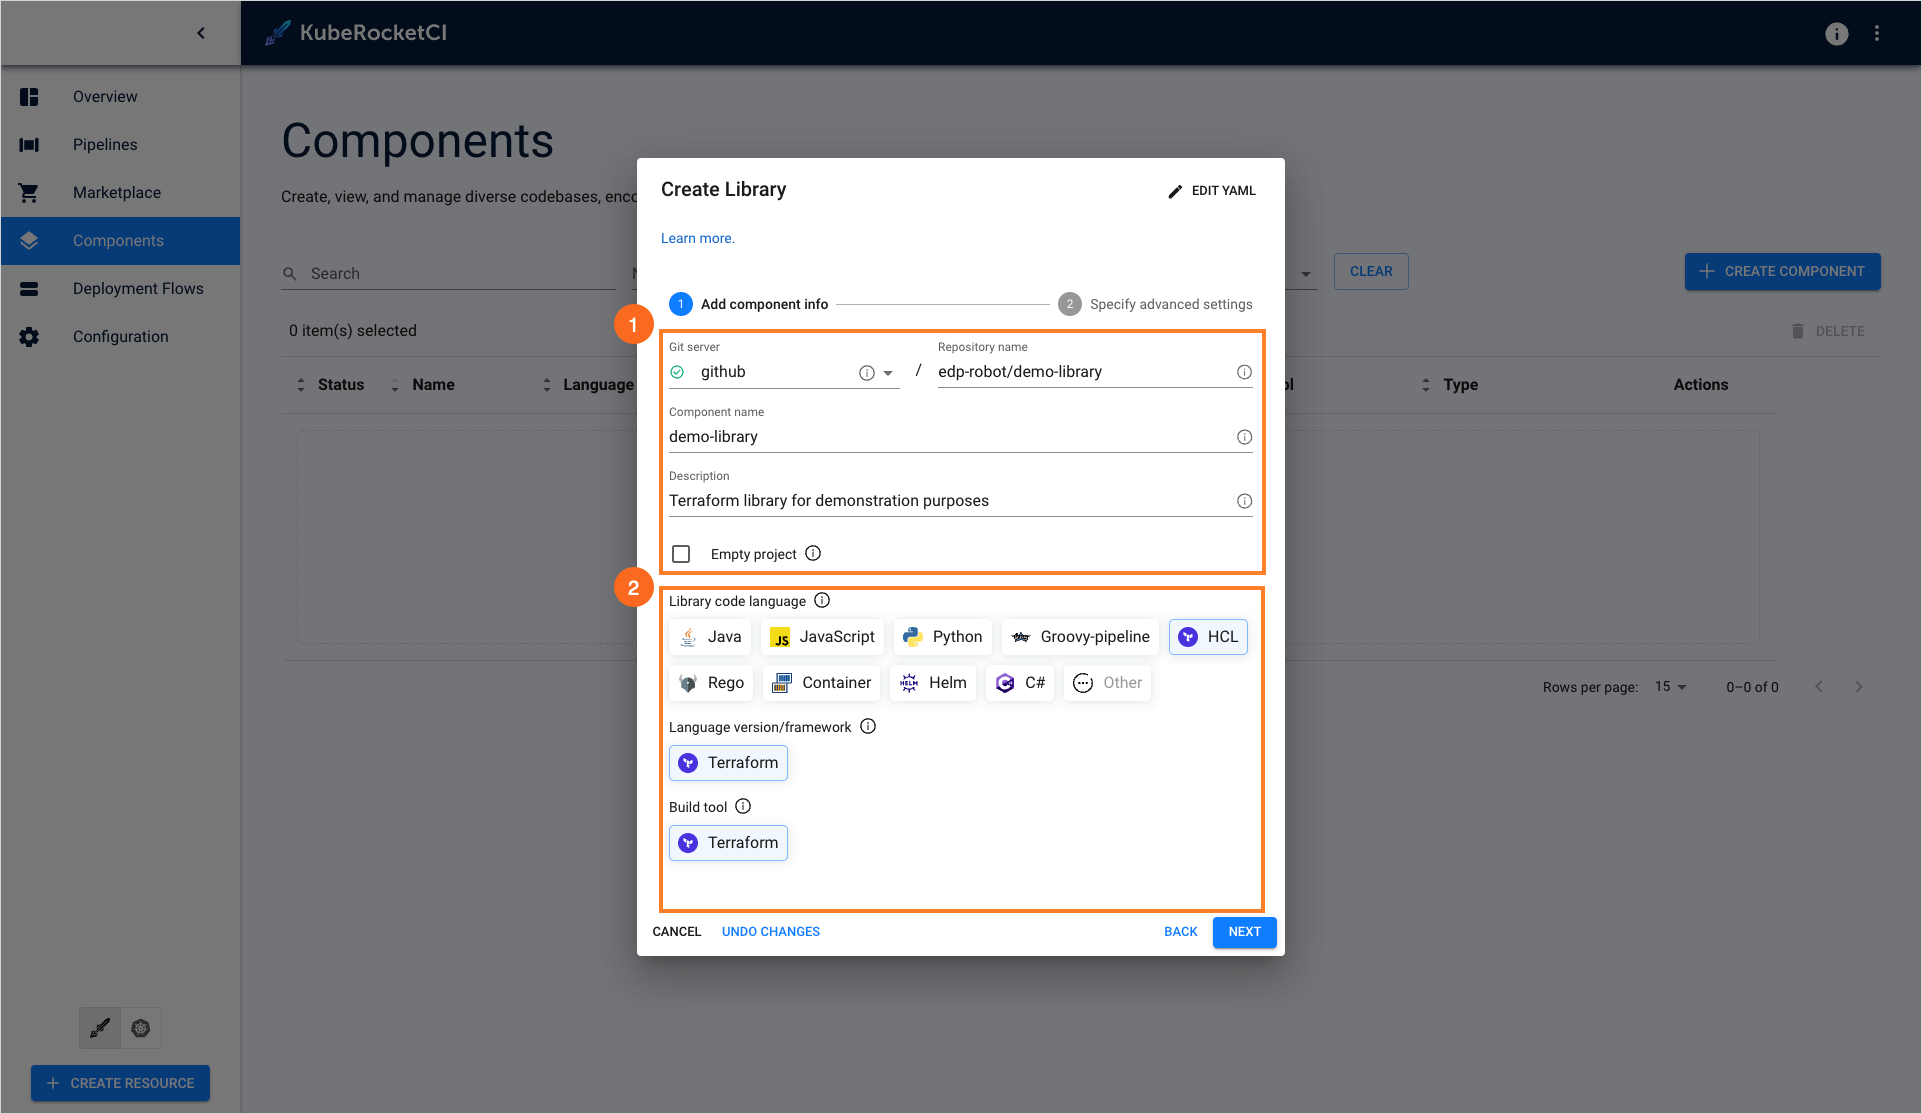 KubeRocketCI
Overview
Pipelines
Marketplace
Components
Deployment Flows
Configuration
CREATE RESOURCE
Components
Create, view, and manage diverse codebases, enco
Search
CLEAR
CREATE COMPONENT
0 item(s) selected
DELETE
Status
Name
Language
Type
Actions
Rows per page: 15
0–0 of 0
Create Library
EDIT YAML
Learn more.
1 Add component info
2 Specify advanced settings
1
Git server
github
/
Repository name
edp-robot/demo-library
Component name
demo-library
Description
Terraform library for demonstration purposes
Empty project
2
Library code language
Java
JS JavaScript
Python
Groovy-pipeline
HCL
Rego
Container
HELM Helm
C#
Other
Language version/framework
Terraform
Build tool
Terraform
CANCEL
UNDO CHANGES
BACK
NEXT